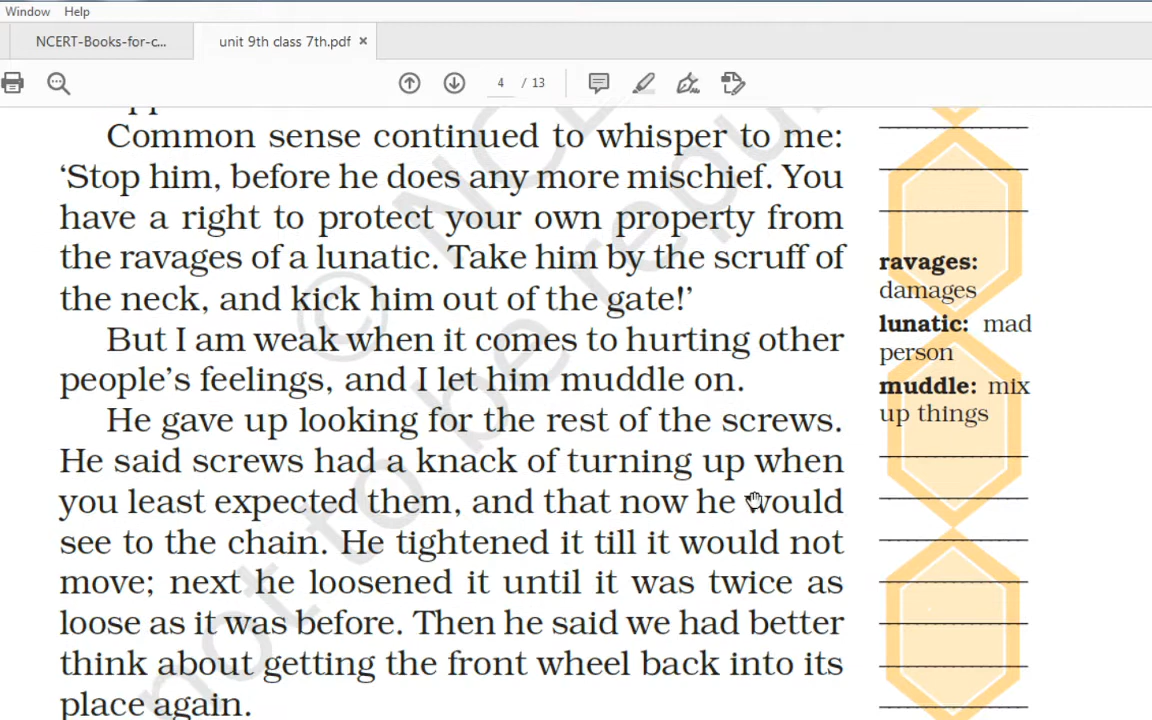 Window Help
NCERT-Books-for-c...
unit 9th class 7th.pdf ×
4 / 13
Common sense continued to whisper to me:
‘Stop him, before he does any more mischief. You
have a right to protect your own property from
the ravages of a lunatic. Take him by the scruff of
the neck, and kick him out of the gate!’
But I am weak when it comes to hurting other
people’s feelings, and I let him muddle on.
He gave up looking for the rest of the screws.
He said screws had a knack of turning up when
you least expected them, and that now he would
see to the chain. He tightened it till it would not
move; next he loosened it until it was twice as
loose as it was before. Then he said we had better
think about getting the front wheel back into its
place again.
ravages:
damages
lunatic: mad
person
muddle: mix
up things
© NCE
be repu
not to